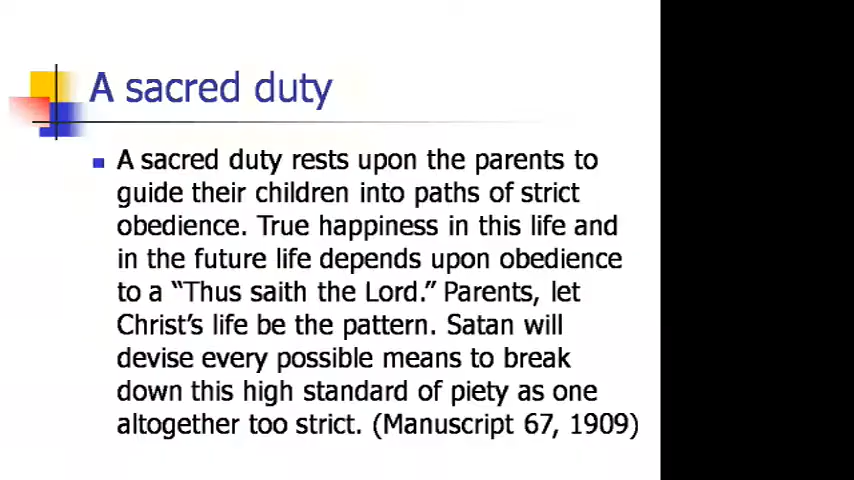 A sacred duty
A sacred duty rests upon the parents to
guide their children into paths of strict
obedience. True happiness in this life and
in the future life depends upon obedience
to a “Thus saith the Lord.” Parents, let
Christ’s life be the pattern. Satan will
devise every possible means to break
down this high standard of piety as one
altogether too strict. (Manuscript 67, 1909)